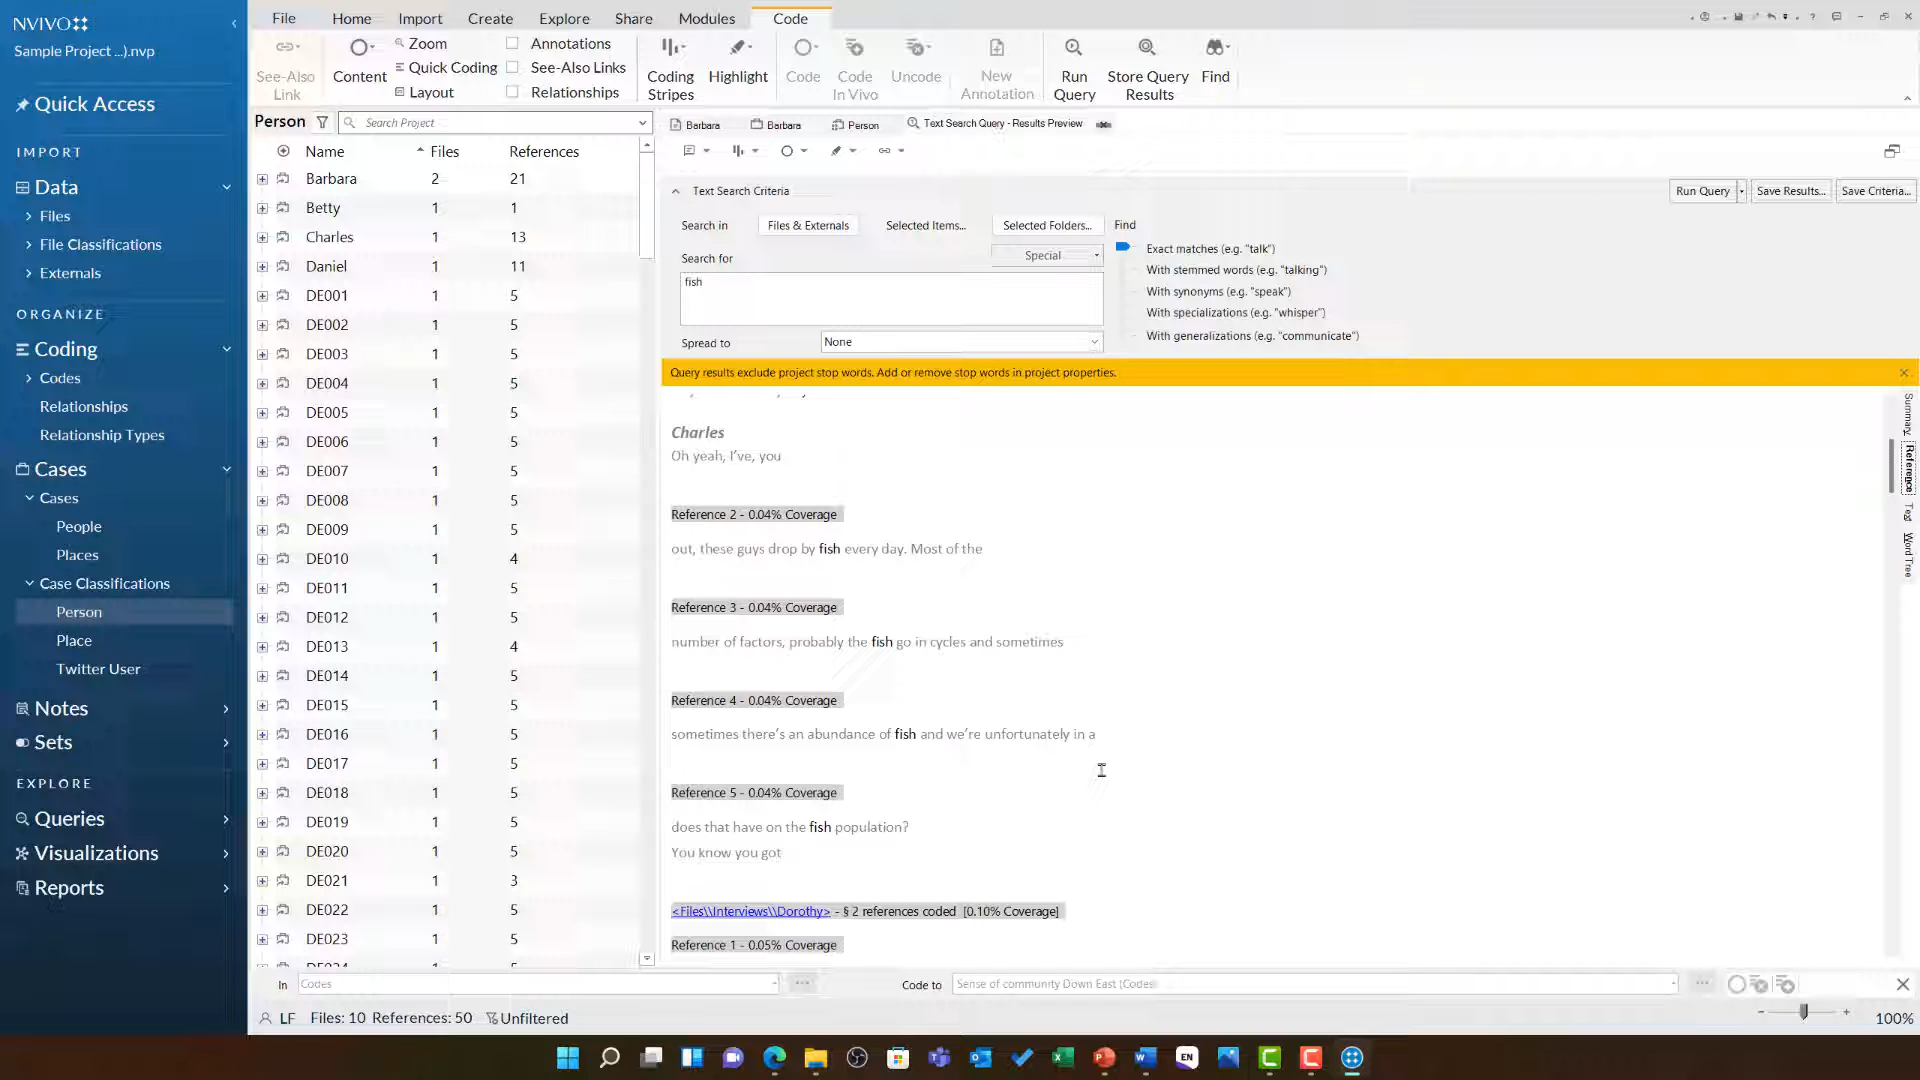 NVIVO
Sample Project ...).nvp
Quick Access
IMPORT
Data
Files
File Classifications
Externals
ORGANIZE
Coding
Codes
Relationships
Relationship Types
Cases
Cases
People
Places
Case Classifications
Person
Place
Twitter User
Notes
Sets
EXPLORE
Queries
Visualizations
Reports
File Home Import Create Explore Share Modules Code
See-Also Link
Content
Zoom
Quick Coding
Layout
Annotations
See-Also Links
Relationships
Coding Stripes
Highlight
Code
Code In Vivo
Uncode
New Annotation
Run Query
Store Query Results
Find
Person
Search Project
Name Files References
Barbara 2 21
Betty 1 1
Charles 1 13
Daniel 1 11
DE001 1 5
DE002 1 5
DE003 1 5
DE004 1 5
DE005 1 5
DE006 1 5
DE007 1 5
DE008 1 5
DE009 1 5
DE010 1 4
DE011 1 5
DE012 1 5
DE013 1 4
DE014 1 5
DE015 1 5
DE016 1 5
DE017 1 5
DE018 1 5
DE019 1 5
DE020 1 5
DE021 1 3
DE022 1 5
DE023 1 5
Barbara Barbara Person Text Search Query - Results Preview
Text Search Criteria
Run Query Save Results... Save Criteria...
Search in Files & Externals Selected Items... Selected Folders... Find
Search for Special
fish
Spread to None
Exact matches (e.g. "talk")
With stemmed words (e.g. "talking")
With synonyms (e.g. "speak")
With specializations (e.g. "whisper")
With generalizations (e.g. "communicate")
Query results exclude project stop words. Add or remove stop words in project properties.
Charles
Oh yeah, I've, you
Reference 2 - 0.04% Coverage
out, these guys drop by fish every day. Most of the
Reference 3 - 0.04% Coverage
number of factors, probably the fish go in cycles and sometimes
Reference 4 - 0.04% Coverage
sometimes there's an abundance of fish and we're unfortunately in a
Reference 5 - 0.04% Coverage
does that have on the fish population?
You know you got
<Files\\Interviews\\Dorothy> - § 2 references coded [0.10% Coverage]
Reference 1 - 0.05% Coverage
Summary
Reference
Text
Word Tree
In Codes
Code to Sense of community Down East (Codes)
LF Files: 10 References: 50 Unfiltered
100%
EN